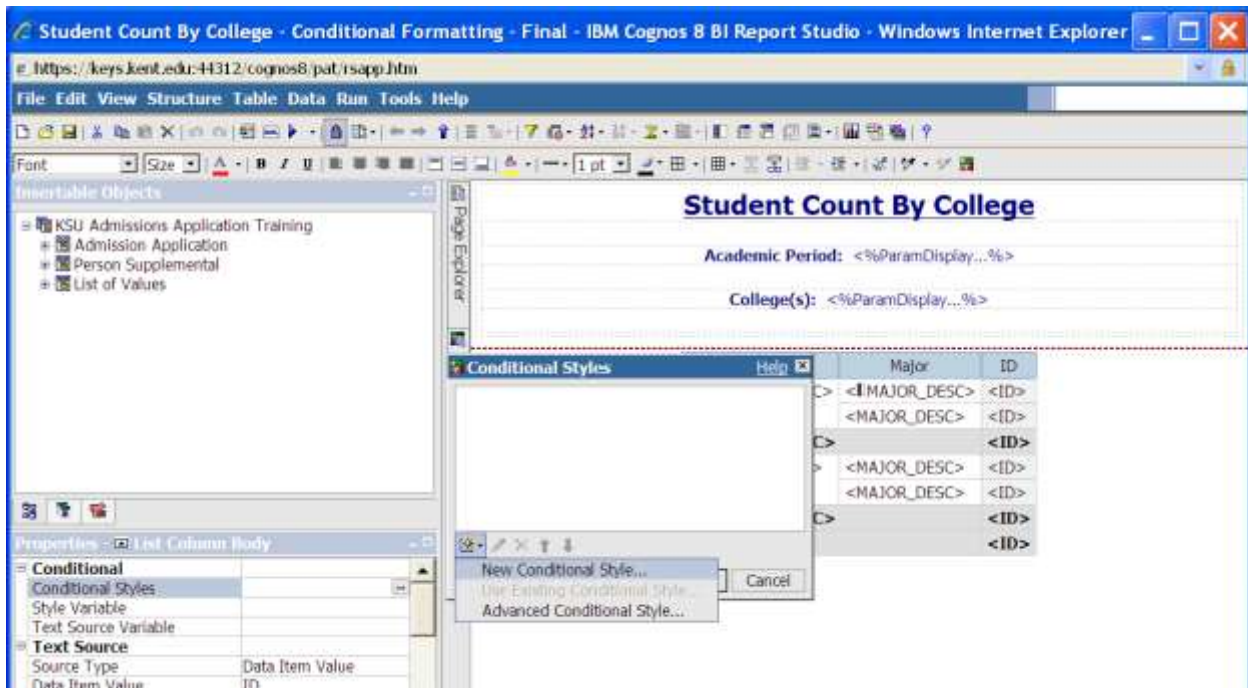 Student Count By College - Conditional Formatting - Final - IBM Cognos 8 BI Report Studio - Windows Internet Explorer
https://keys.kent.edu:44312/cognos8/pat/rsapp.htm
File Edit View Structure Table Data Run Tools Help
Font Size 1 pt
Insertable Objects
KSU Admissions Application Training
Admission Application
Person Supplemental
List of Values
Page Explorer
Student Count By College
Academic Period: <%ParamDisplay...%>
College(s): <%ParamDisplay...%>
Conditional Styles Help
Major ID
<MAJOR_DESC> <ID>
<MAJOR_DESC> <ID>
<ID>
<MAJOR_DESC> <ID>
<MAJOR_DESC> <ID>
<ID>
<ID>
New Conditional Style...
Use Existing Conditional Style...
Advanced Conditional Style...
Cancel
Properties - List Column Body
Conditional
Conditional Styles
Style Variable
Text Source Variable
Text Source
Source Type Data Item Value
Data Item Value ID